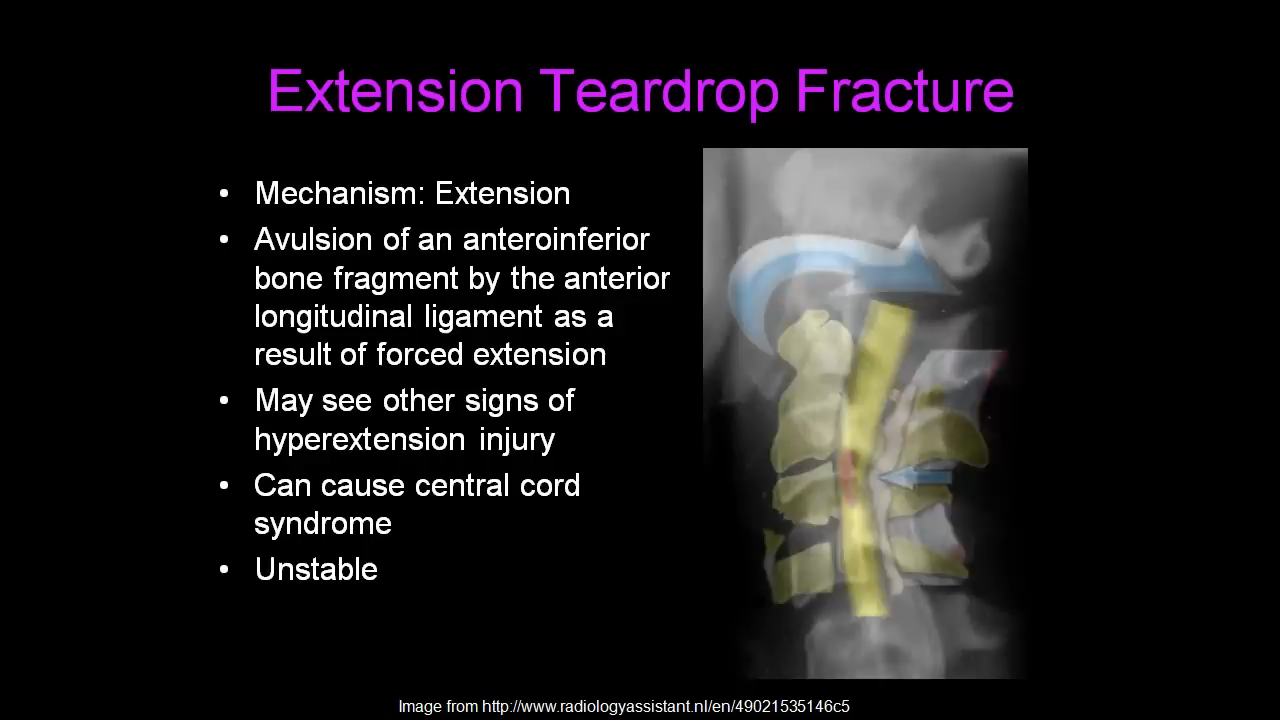 Extension Teardrop Fracture
• Mechanism: Extension
• Avulsion of an anteroinferior
bone fragment by the anterior
longitudinal ligament as a
result of forced extension
• May see other signs of
hyperextension injury
• Can cause central cord
syndrome
• Unstable
Image from http://www.radiologyassistant.nl/en/49021535146c5